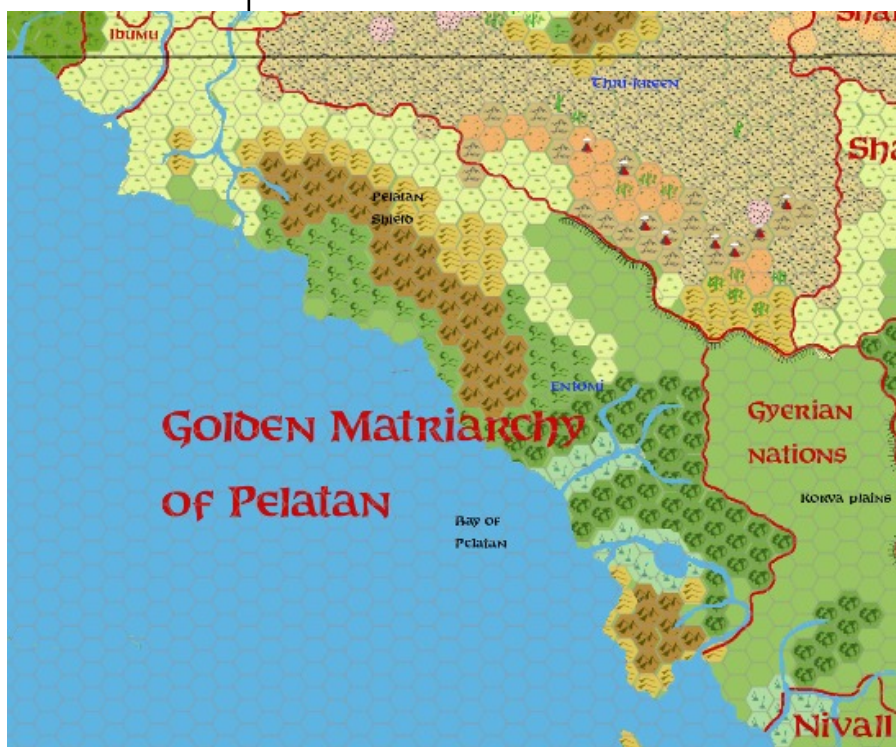 Ibumu
Sha
Thri-kreen
Sha
Pelatan
Shield
Entomi
Golden Matriarchy
of Pelatan
Gyerian
nations
Korva plains
Bay of
Pelatan
Nivall